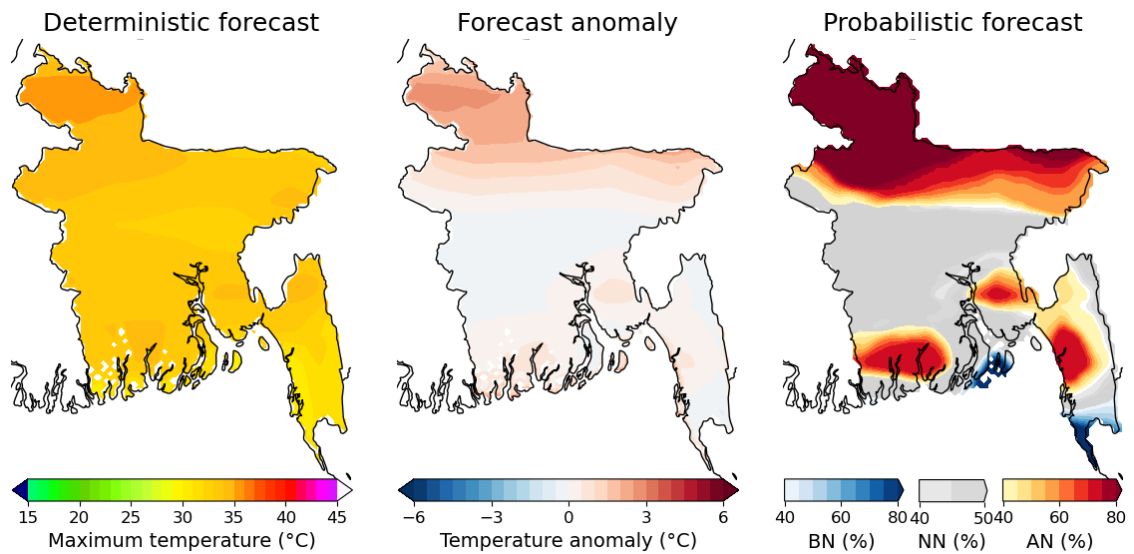 Deterministic forecast
Forecast anomaly
Probabilistic forecast
15 20 25 30 35 40 45
Maximum temperature (°C)
−6 −3 0 3 6
Temperature anomaly (°C)
40 60 80
BN (%)
40 50
NN (%)
40 60 80
AN (%)